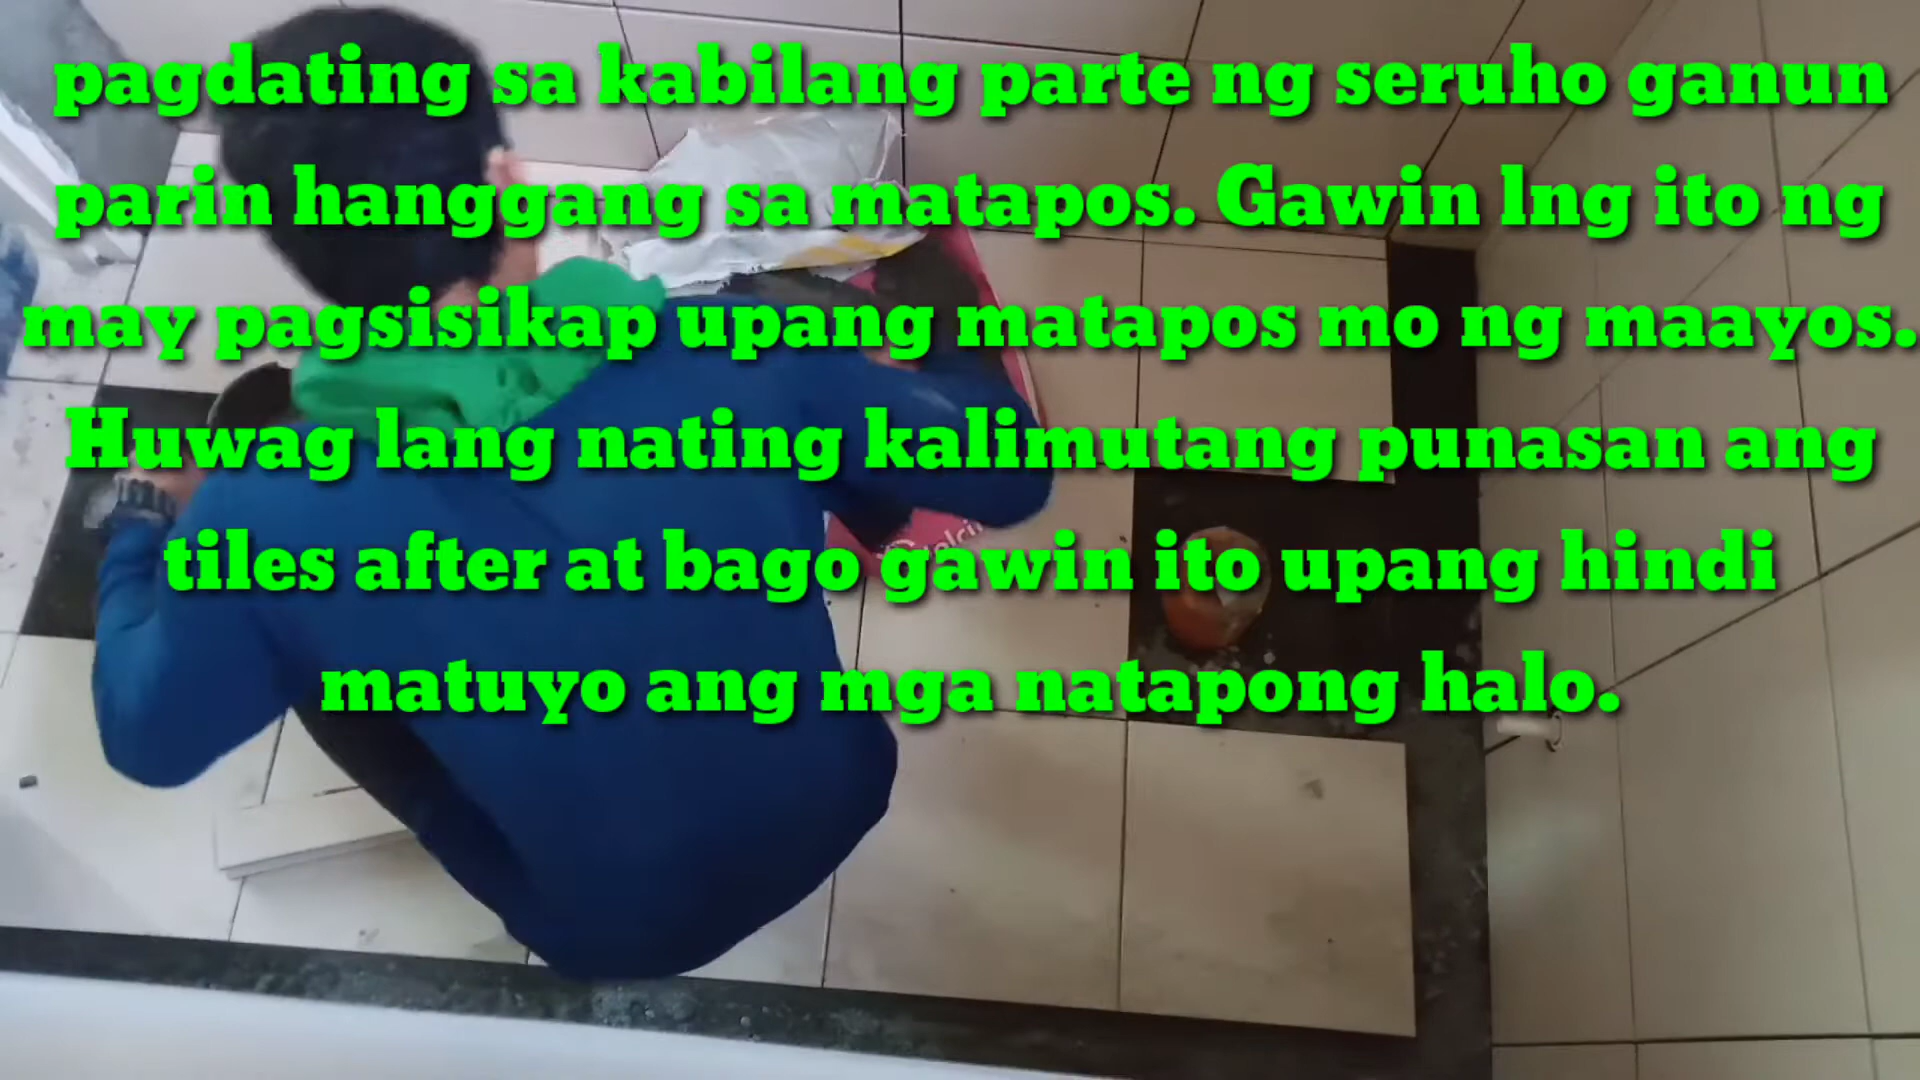 pagdating sa kabilang parte ng seruho ganun
parin hanggang sa matapos. Gawin lng ito ng
may pagsisikap upang matapos mo ng maayos.
Huwag lang nating kalimutang punasan ang
tiles after at bago gawin ito upang hindi
matuyo ang mga natapong halo.